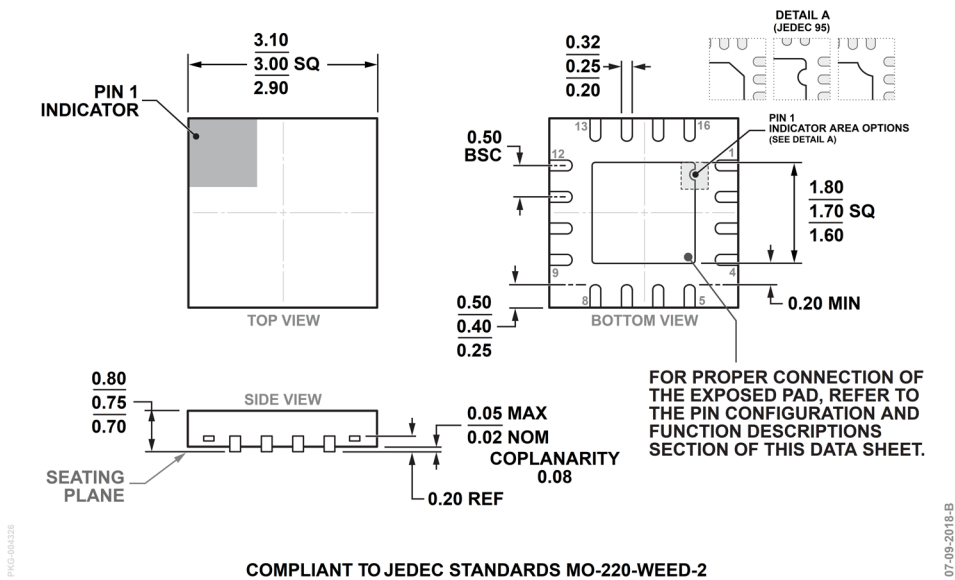 DETAIL A
(JEDEC 95)
3.10
3.00 SQ
2.90
0.32
0.25
0.20
PIN 1
INDICATOR
PIN 1
INDICATOR AREA OPTIONS
(SEE DETAIL A)
13
16
0.50
BSC
12
1
1.80
1.70 SQ
1.60
9
4
8
5
0.20 MIN
0.50
0.40
0.25
TOP VIEW
BOTTOM VIEW
FOR PROPER CONNECTION OF
THE EXPOSED PAD, REFER TO
THE PIN CONFIGURATION AND
FUNCTION DESCRIPTIONS
SECTION OF THIS DATA SHEET.
0.80
0.75
0.70
SIDE VIEW
0.05 MAX
0.02 NOM
COPLANARITY
0.08
SEATING
PLANE
0.20 REF
PKG-004326
07-09-2018-B
COMPLIANT TO JEDEC STANDARDS MO-220-WEED-2